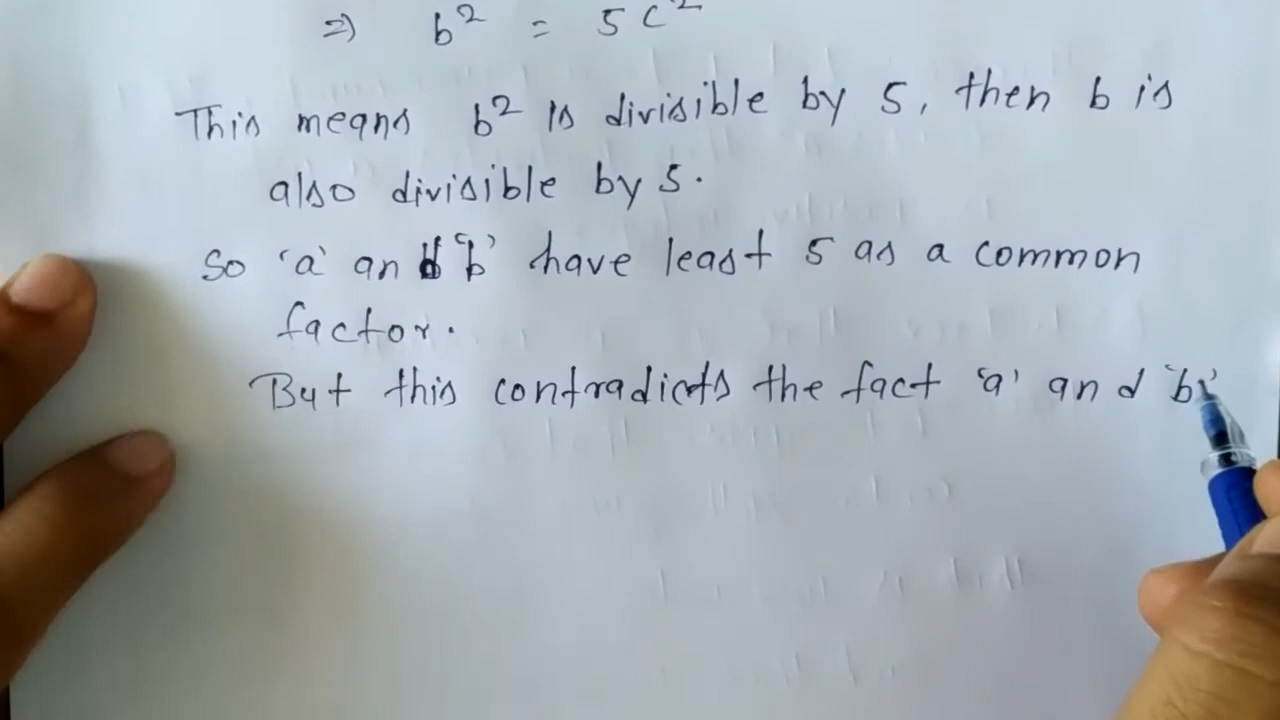 ⇒ b² = 5c²
This means b² is divisible by 5, then b is
also divisible by 5.
So 'a' and 'b' have least 5 as a common
factor.
But this contradicts the fact 'a' and 'b'